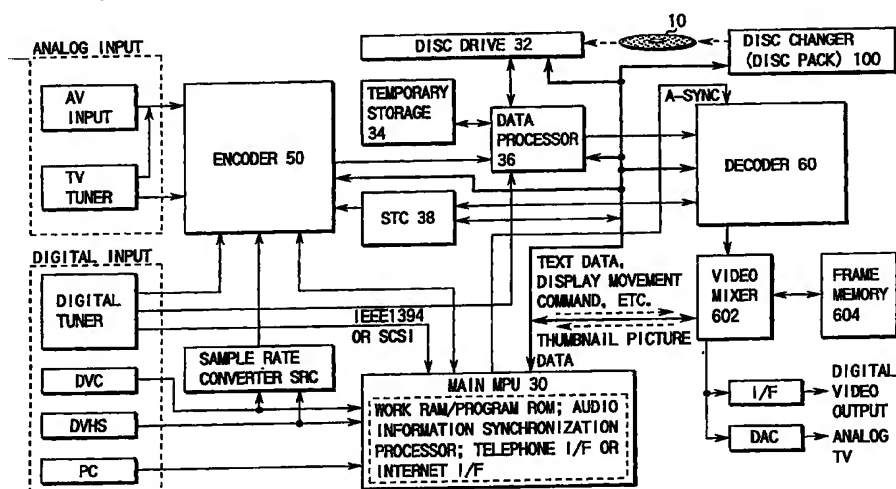 ANALOG INPUT
AV
INPUT
TV
TUNER
ENCODER 50
DISC DRIVE 32
10
DISC CHANGER
(DISC PACK) 100
TEMPORARY
STORAGE
34
DATA
PROCESSOR
36
A-SYNC
DECODER 60
STC 38
DIGITAL INPUT
DIGITAL
TUNER
DVC
DVHS
PC
SAMPLE RATE
CONVERTER SRC
IEEE1394
OR SCSI
TEXT DATA,
DISPLAY MOVEMENT
COMMAND, ETC.
THUMBNAIL PICTURE
DATA
VIDEO
MIXER
602
FRAME
MEMORY
604
MAIN MPU 30
WORK RAM/PROGRAM ROM; AUDIO
INFORMATION SYNCHRONIZATION
PROCESSOR; TELEPHONE I/F OR
INTERNET I/F
I/F
DAC
DIGITAL
VIDEO
OUTPUT
ANALOG
TV